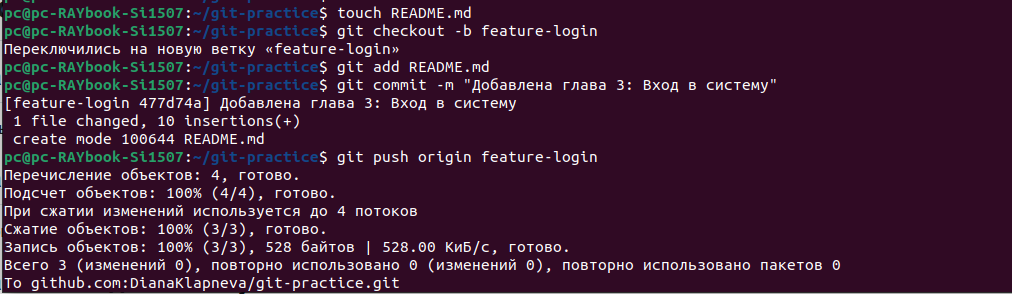 pc@pc-RAYbook-Si1507:~/git-practice$ touch README.md
pc@pc-RAYbook-Si1507:~/git-practice$ git checkout -b feature-login
Переключились на новую ветку «feature-login»
pc@pc-RAYbook-Si1507:~/git-practice$ git add README.md
pc@pc-RAYbook-Si1507:~/git-practice$ git commit -m "Добавлена глава 3: Вход в систему"
[feature-login 477d74a] Добавлена глава 3: Вход в систему
 1 file changed, 10 insertions(+)
 create mode 100644 README.md
pc@pc-RAYbook-Si1507:~/git-practice$ git push origin feature-login
Перечисление объектов: 4, готово.
Подсчет объектов: 100% (4/4), готово.
При сжатии изменений используется до 4 потоков
Сжатие объектов: 100% (3/3), готово.
Запись объектов: 100% (3/3), 528 байтов | 528.00 КиБ/с, готово.
Всего 3 (изменений 0), повторно использовано 0 (изменений 0), повторно использовано пакетов 0
To github.com:DianaKlapneva/git-practice.git